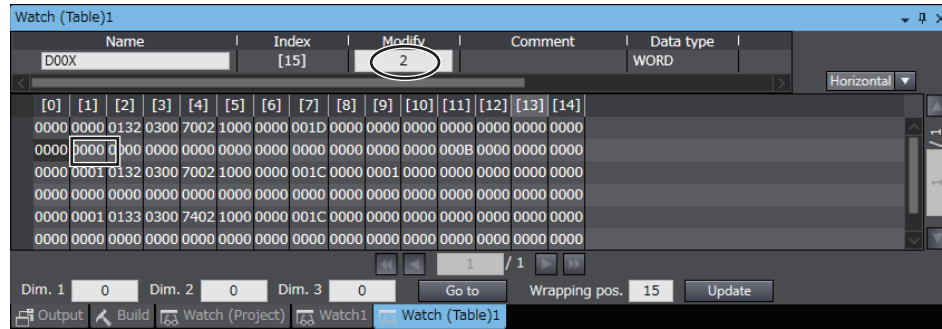 Watch (Table)1
Name Index Modify Comment Data type
D00X [15] 2 WORD
Horizontal
[0] [1] [2] [3] [4] [5] [6] [7] [8] [9] [10] [11] [12] [13] [14]
0000 0000 0132 0300 7002 1000 0000 001D 0000 0000 0000 0000 0000 0000 0000
0000 0000 0000 0000 0000 0000 0000 0000 0000 0000 0000 000B 0000 0000 0000
0000 0001 0132 0300 7002 1000 0000 001C 0000 0001 0000 0000 0000 0000 0000
0000 0000 0000 0000 0000 0000 0000 0000 0000 0000 0000 0000 0000 0000 0000
0000 0001 0133 0300 7402 1000 0000 001C 0000 0000 0000 0000 0000 0000 0000
0000 0000 0000 0000 0000 0000 0000 0000 0000 0000 0000 0000 0000 0000 0000
1 / 1
1 / 1
Dim. 1 0 Dim. 2 0 Dim. 3 0 Go to Wrapping pos. 15 Update
Output Build Watch (Project) Watch1 Watch (Table)1